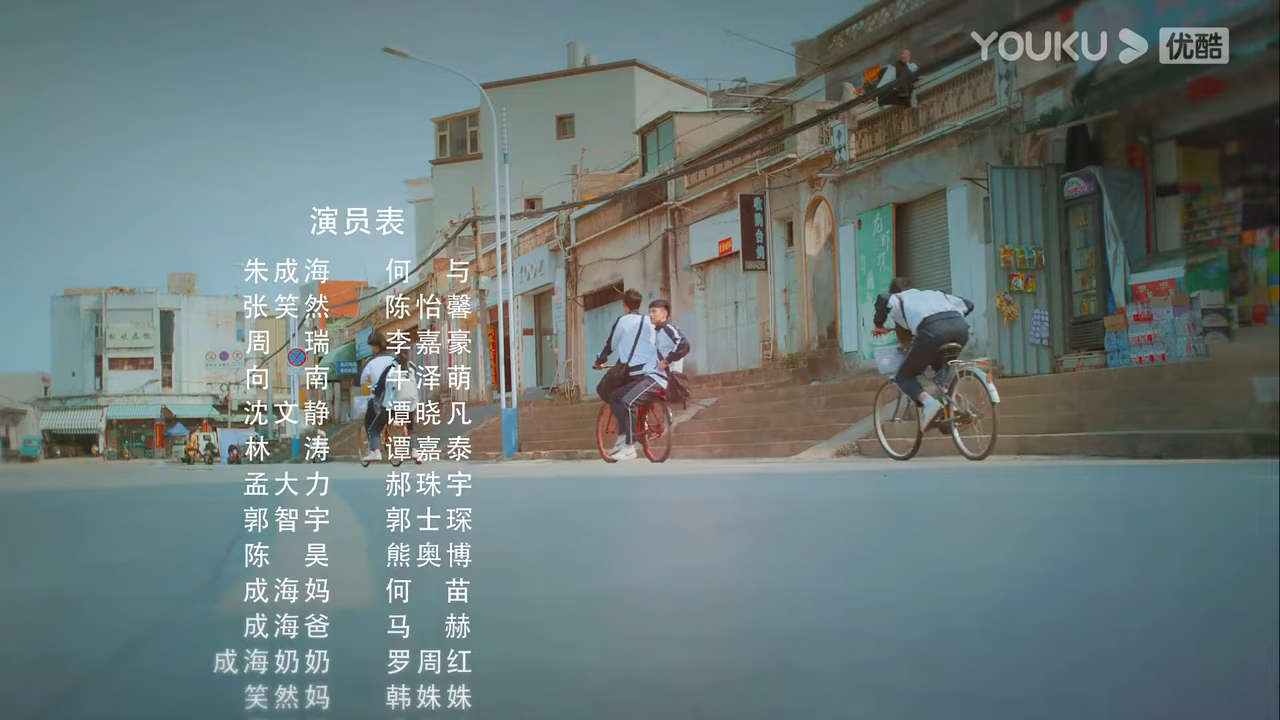 YOUKU 优酷
演员表
朱成海 何与
张笑然 陈怡馨
周瑞 李嘉豪
向南 牛泽萌
沈文静 谭晓凡
林涛 谭嘉泰
孟大力 郝珠宇
郭智宇 郭士琛
陈昊 熊奥博
成海妈 何苗
成海爸 马赫
成海奶奶 罗周红
笑然妈 韩姝姝